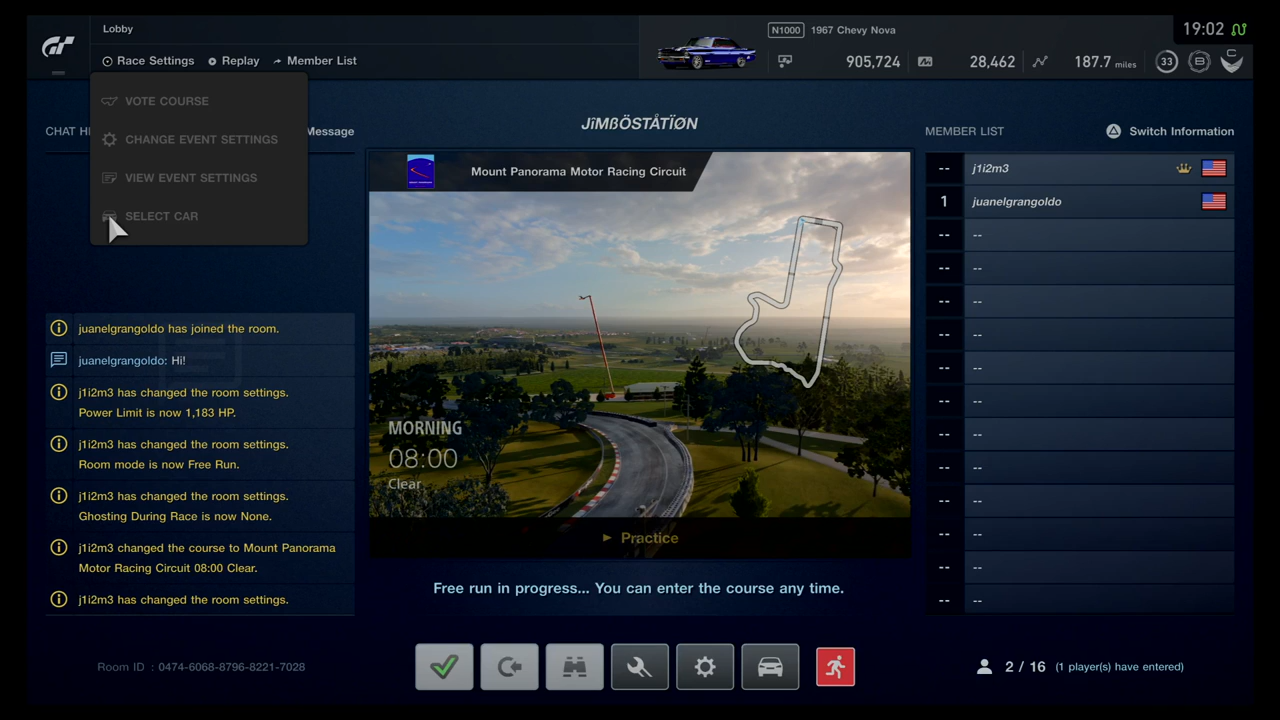 Lobby
N1000 1967 Chevy Nova
19:02
Race Settings Replay Member List
905,724 28,462 187.7 miles 33 B C
VOTE COURSE
CHANGE EVENT SETTINGS
VIEW EVENT SETTINGS
SELECT CAR
CHAT HI
Message
JîMßÖSTÅTÏØN
MEMBER LIST
Switch Information
Mount Panorama Motor Racing Circuit
MORNING
08:00
Clear
Practice
Free run in progress... You can enter the course any time.
-- j1i2m3
1 juanelgrangoldo
-- --
-- --
-- --
-- --
-- --
-- --
-- --
-- --
-- --
-- --
-- --
-- --
juanelgrangoldo has joined the room.
juanelgrangoldo: Hi!
j1i2m3 has changed the room settings.
Power Limit is now 1,183 HP.
j1i2m3 has changed the room settings.
Room mode is now Free Run.
j1i2m3 has changed the room settings.
Ghosting During Race is now None.
j1i2m3 changed the course to Mount Panorama
Motor Racing Circuit 08:00 Clear.
j1i2m3 has changed the room settings.
Room ID : 0474-6068-8796-8221-7028
2 / 16 (1 player(s) have entered)